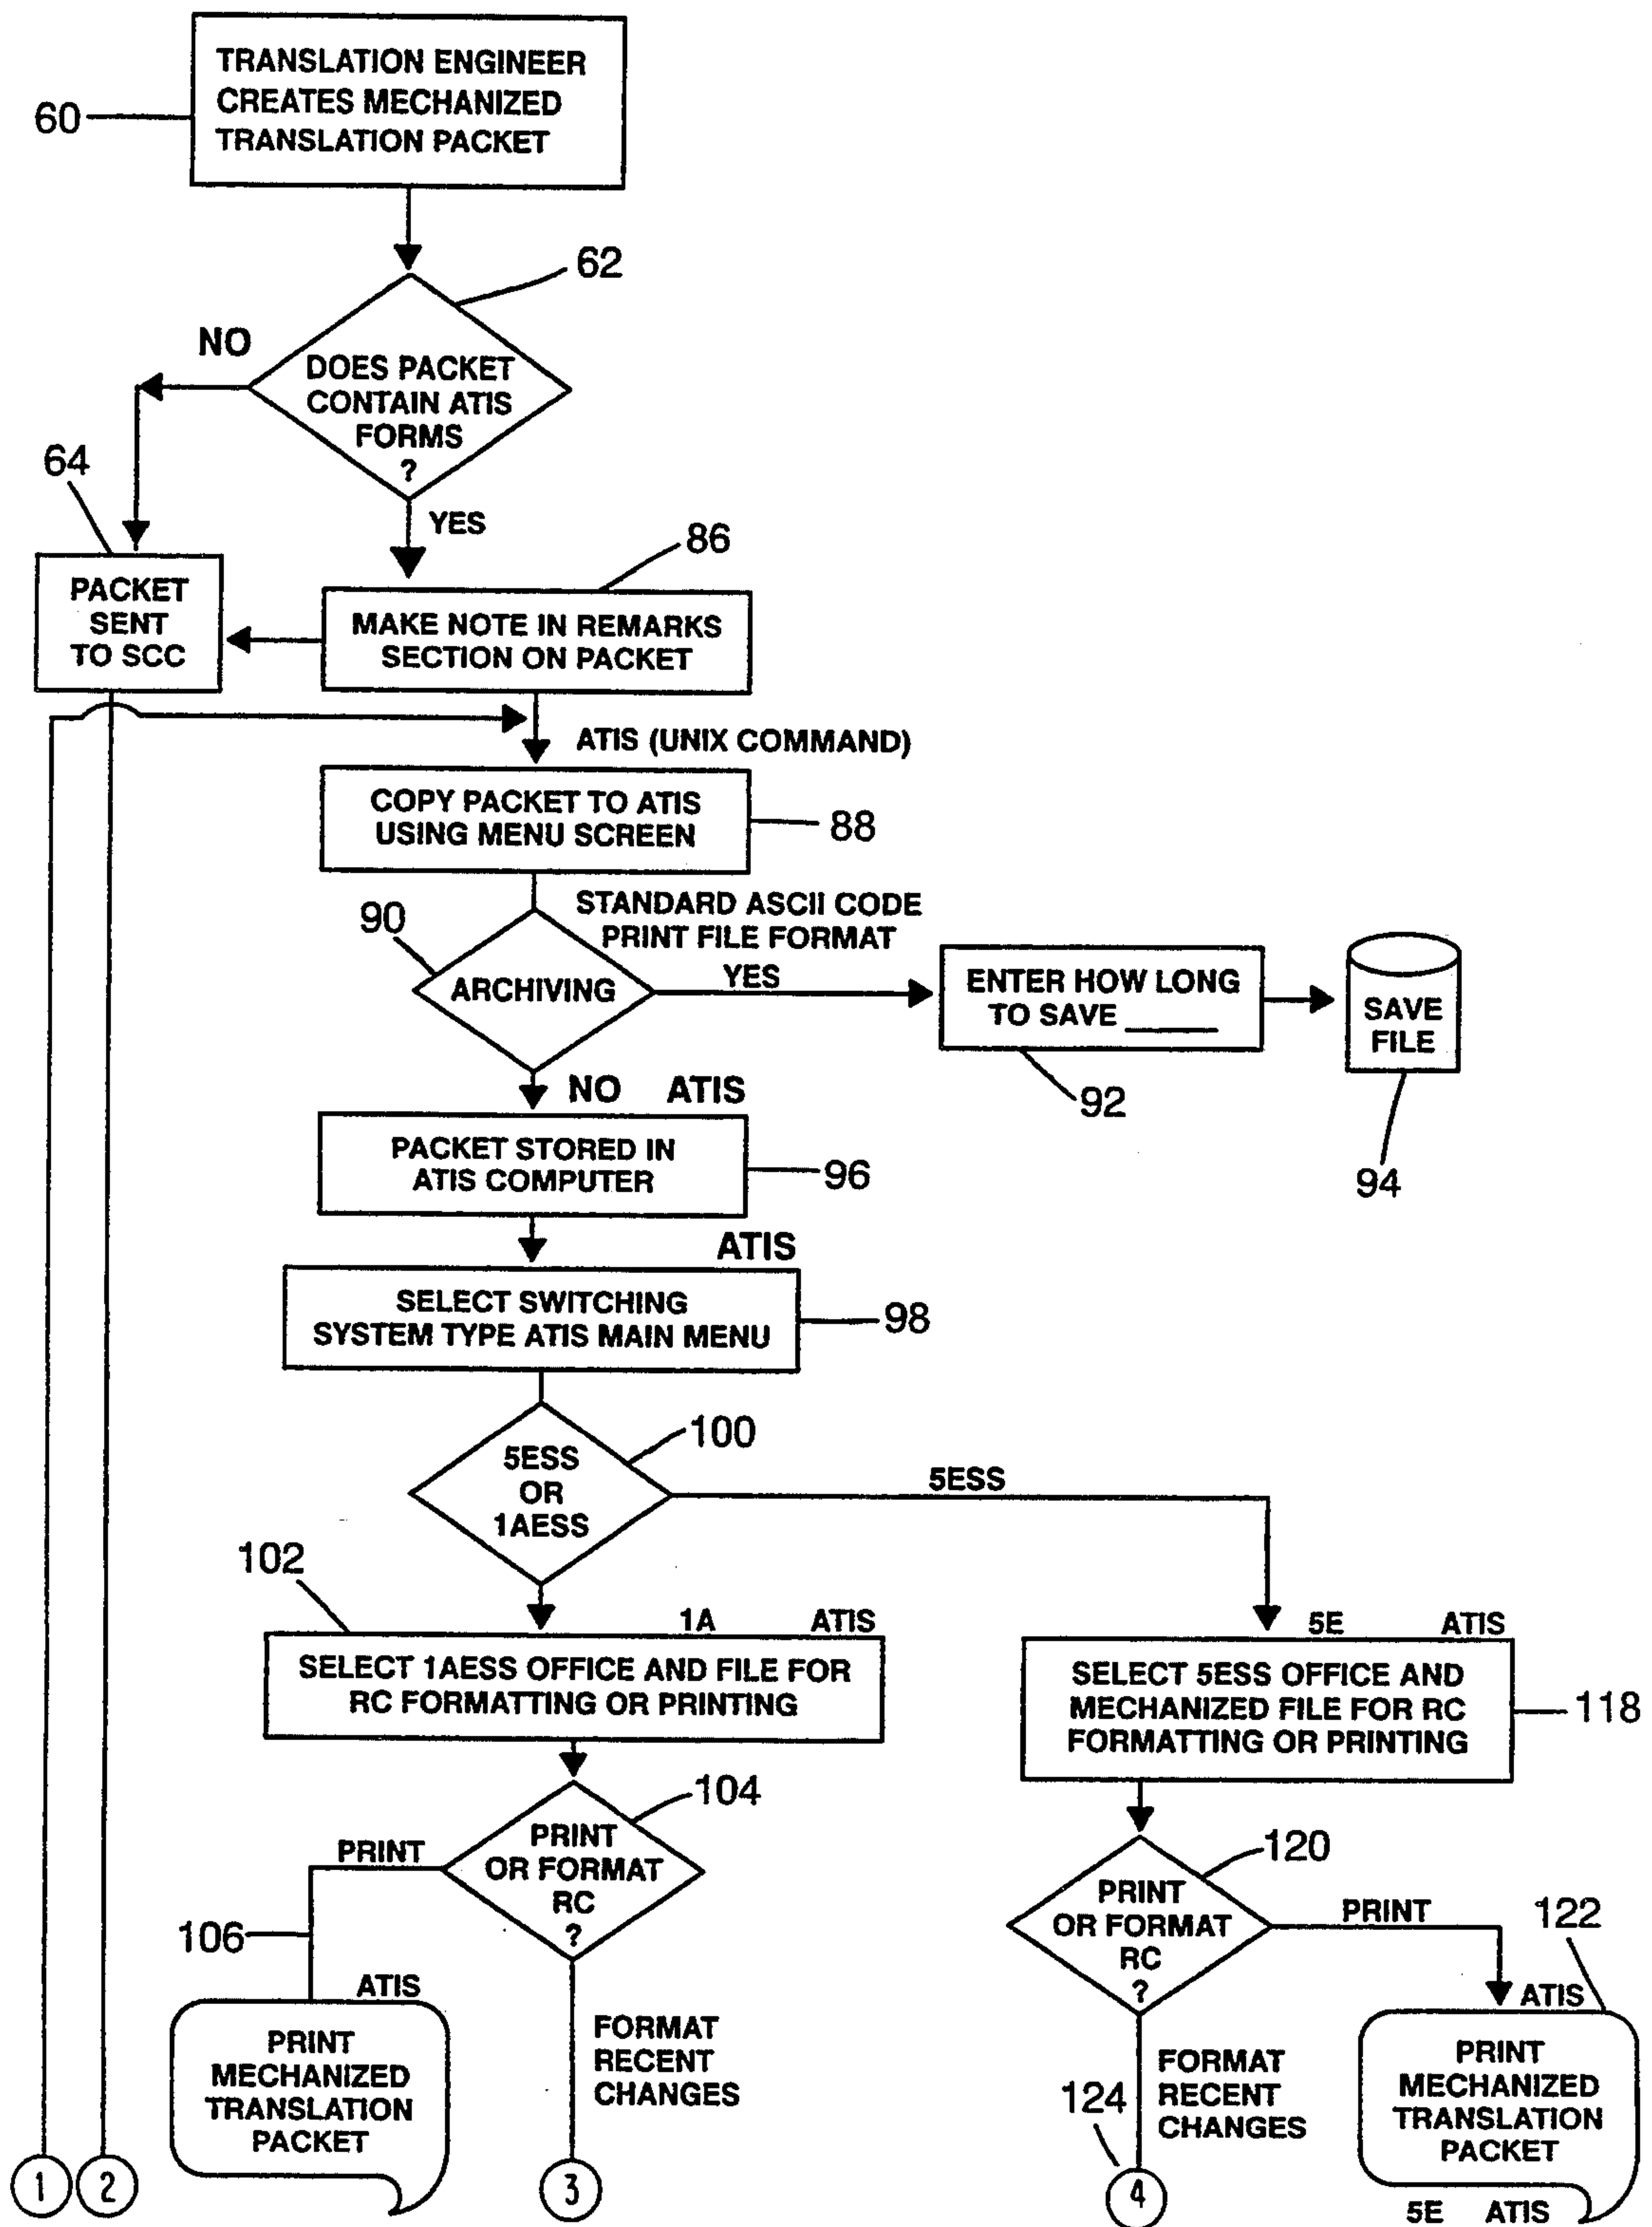 TRANSLATION ENGINEER
CREATES MECHANIZED
TRANSLATION PACKET
60
62
NO
DOES PACKET
CONTAIN ATIS
FORMS
?
64
YES
86
PACKET
SENT
TO SCC
MAKE NOTE IN REMARKS
SECTION ON PACKET
ATIS (UNIX COMMAND)
COPY PACKET TO ATIS
USING MENU SCREEN
88
STANDARD ASCII CODE
PRINT FILE FORMAT
90
ARCHIVING
YES
ENTER HOW LONG
TO SAVE ______
SAVE
FILE
92
94
NO ATIS
PACKET STORED IN
ATIS COMPUTER
96
ATIS
SELECT SWITCHING
SYSTEM TYPE ATIS MAIN MENU
98
100
5ESS
OR
1AESS
5ESS
102
1A ATIS
SELECT 1AESS OFFICE AND FILE FOR
RC FORMATTING OR PRINTING
5E ATIS
SELECT 5ESS OFFICE AND
MECHANIZED FILE FOR RC
FORMATTING OR PRINTING
118
104
PRINT
PRINT
OR FORMAT
RC
?
106
ATIS
PRINT
MECHANIZED
TRANSLATION
PACKET
FORMAT
RECENT
CHANGES
120
PRINT
OR FORMAT
RC
?
PRINT
122
ATIS
124
FORMAT
RECENT
CHANGES
PRINT
MECHANIZED
TRANSLATION
PACKET
5E ATIS
1
2
3
4